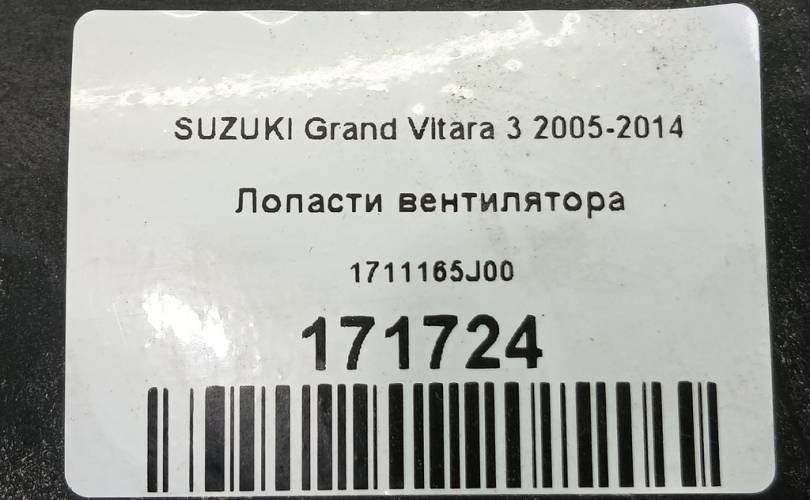 SUZUKI Grand Vitara 3 2005-2014
Лопасти вентилятора
1711165J00
171724